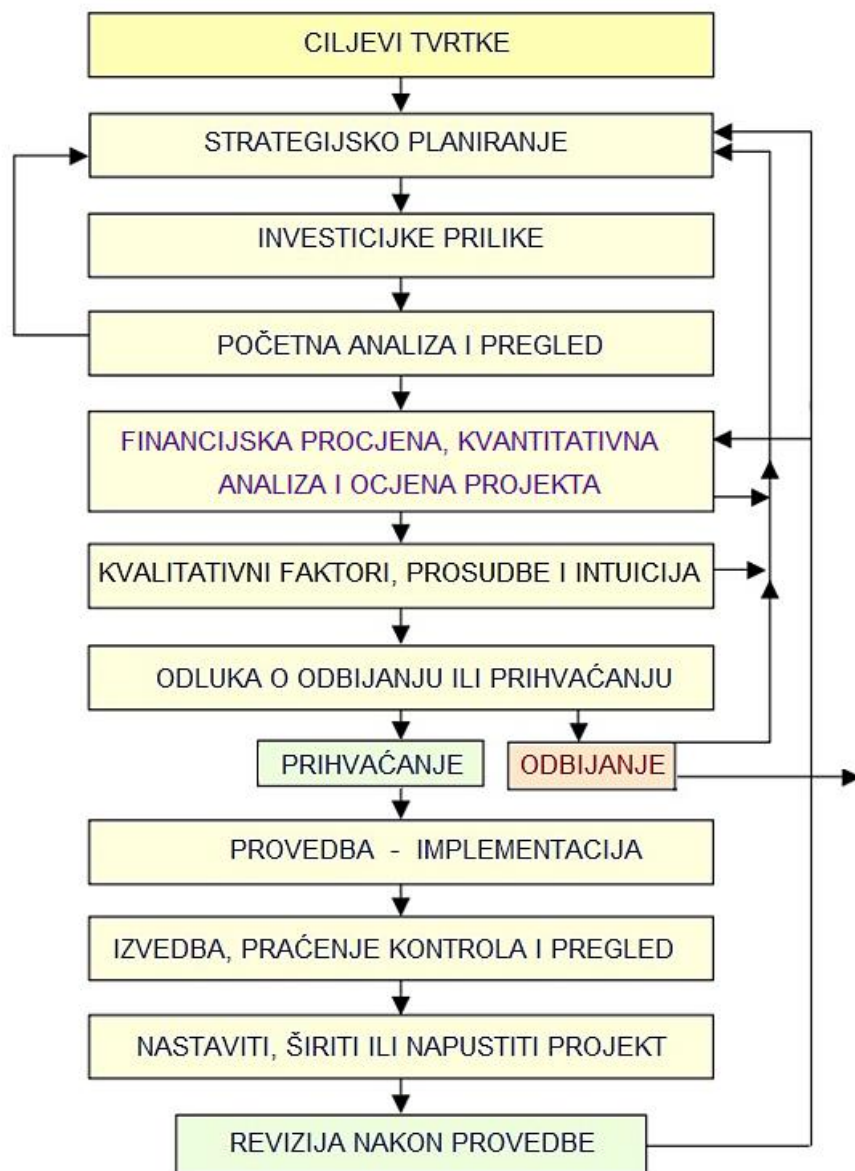 CILJEVI TVRTKE
STRATEGIJSKO PLANIRANJE
INVESTICIJKE PRILIKE
POČETNA ANALIZA I PREGLED
FINANCIJSKA PROCJENA, KVANTITATIVNA
ANALIZA I OCJENA PROJEKTA
KVALITATIVNI FAKTORI, PROSUDBE I INTUICIJA
ODLUKA O ODBIJANJU ILI PRIHVAĆANJU
PRIHVAĆANJE
ODBIJANJE
PROVEDBA - IMPLEMENTACIJA
IZVEDBA, PRAĆENJE KONTROLA I PREGLED
NASTAVITI, ŠIRITI ILI NAPUSTITI PROJEKT
REVIZIJA NAKON PROVEDBE